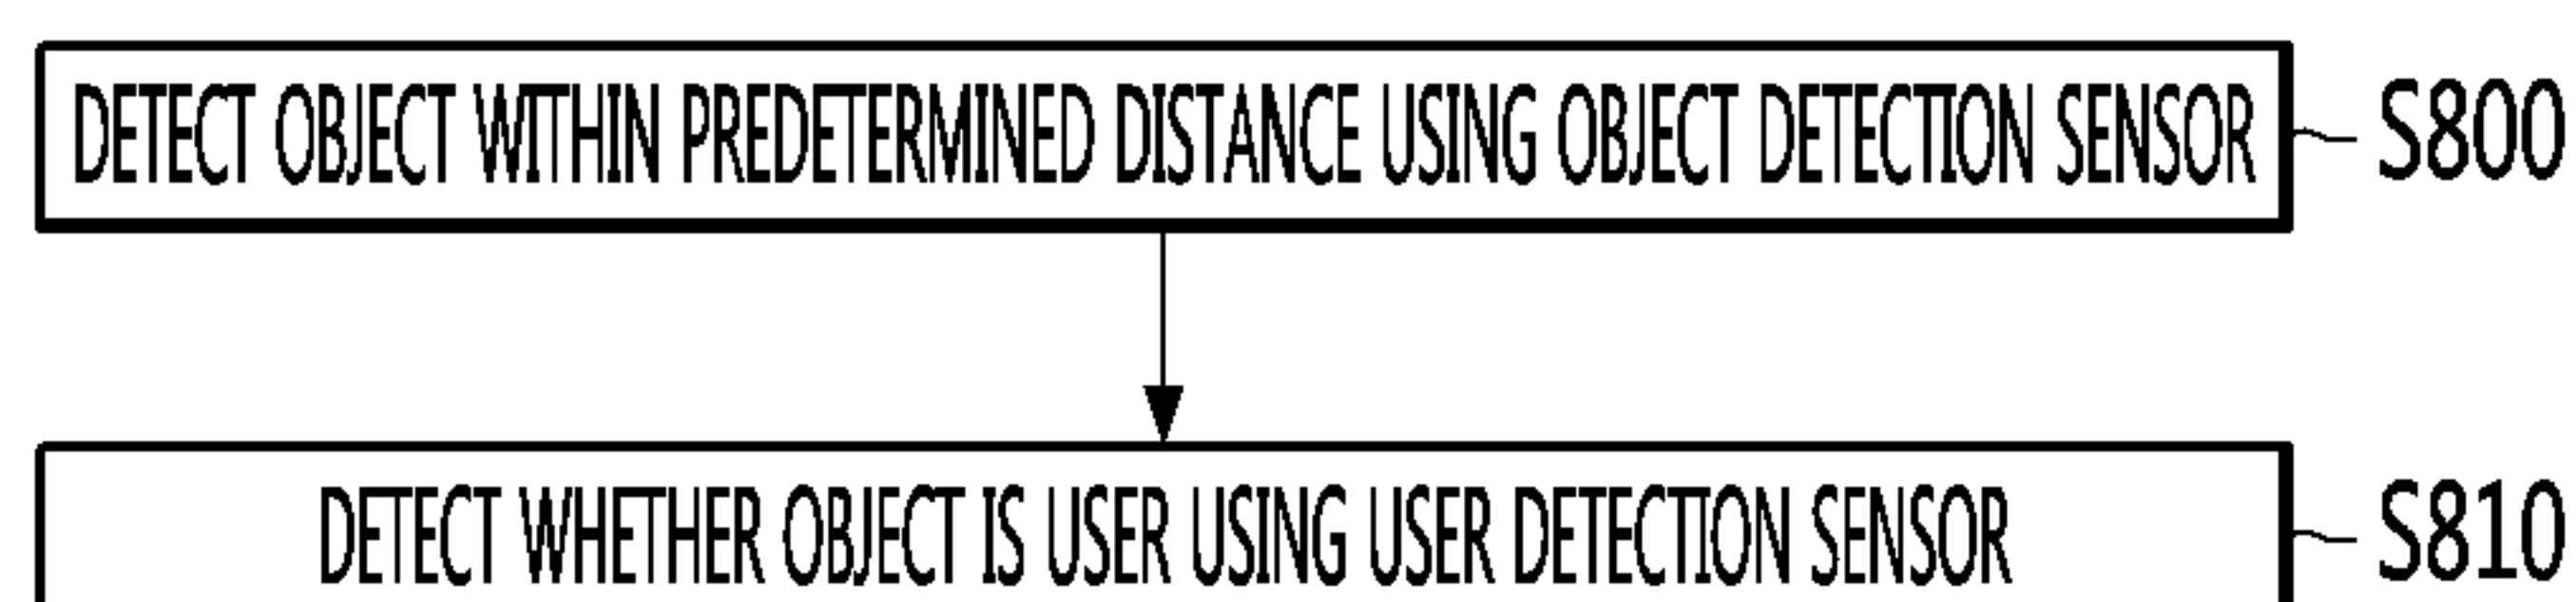 DETECT OBJECT WITHIN PREDETERMINED DISTANCE USING OBJECT DETECTION SENSOR S800
DETECT WHETHER OBJECT IS USER USING USER DETECTION SENSOR S810